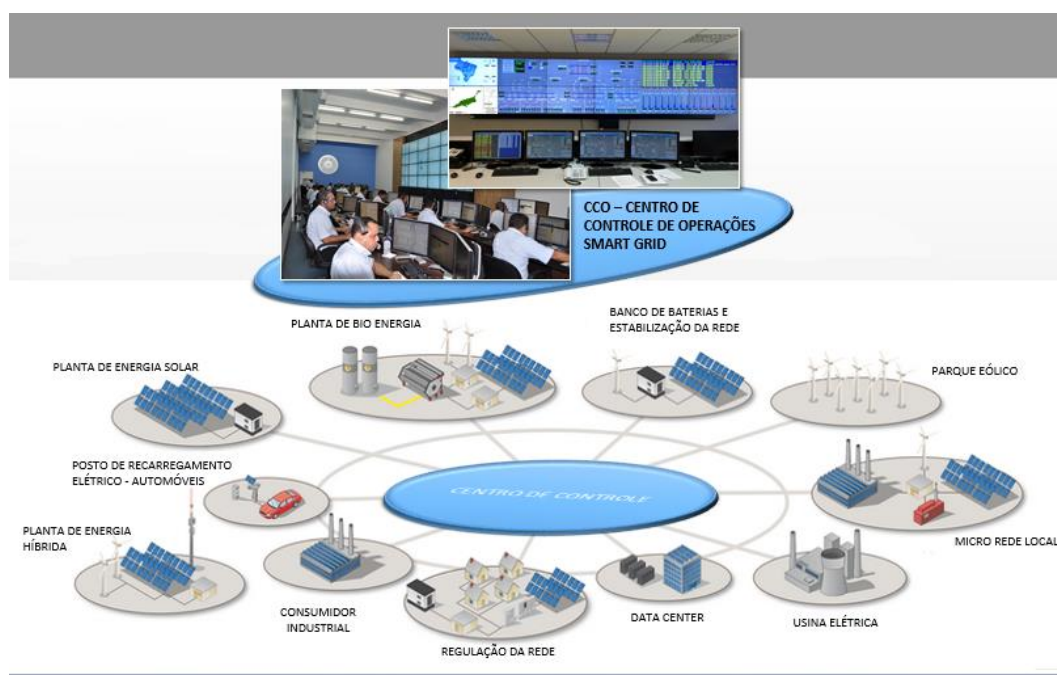 CCO – CENTRO DE
CONTROLE DE OPERAÇÕES
SMART GRID
PLANTA DE BIO ENERGIA
BANCO DE BATERIAS E
ESTABILIZAÇÃO DA REDE
PLANTA DE ENERGIA SOLAR
PARQUE EÓLICO
POSTO DE RECARREGAMENTO
ELÉTRICO - AUTOMÓVEIS
CENTRO DE CONTROLE
PLANTA DE ENERGIA
HÍBRIDA
MICRO REDE LOCAL
CONSUMIDOR
INDUSTRIAL
DATA CENTER
USINA ELÉTRICA
REGULAÇÃO DA REDE